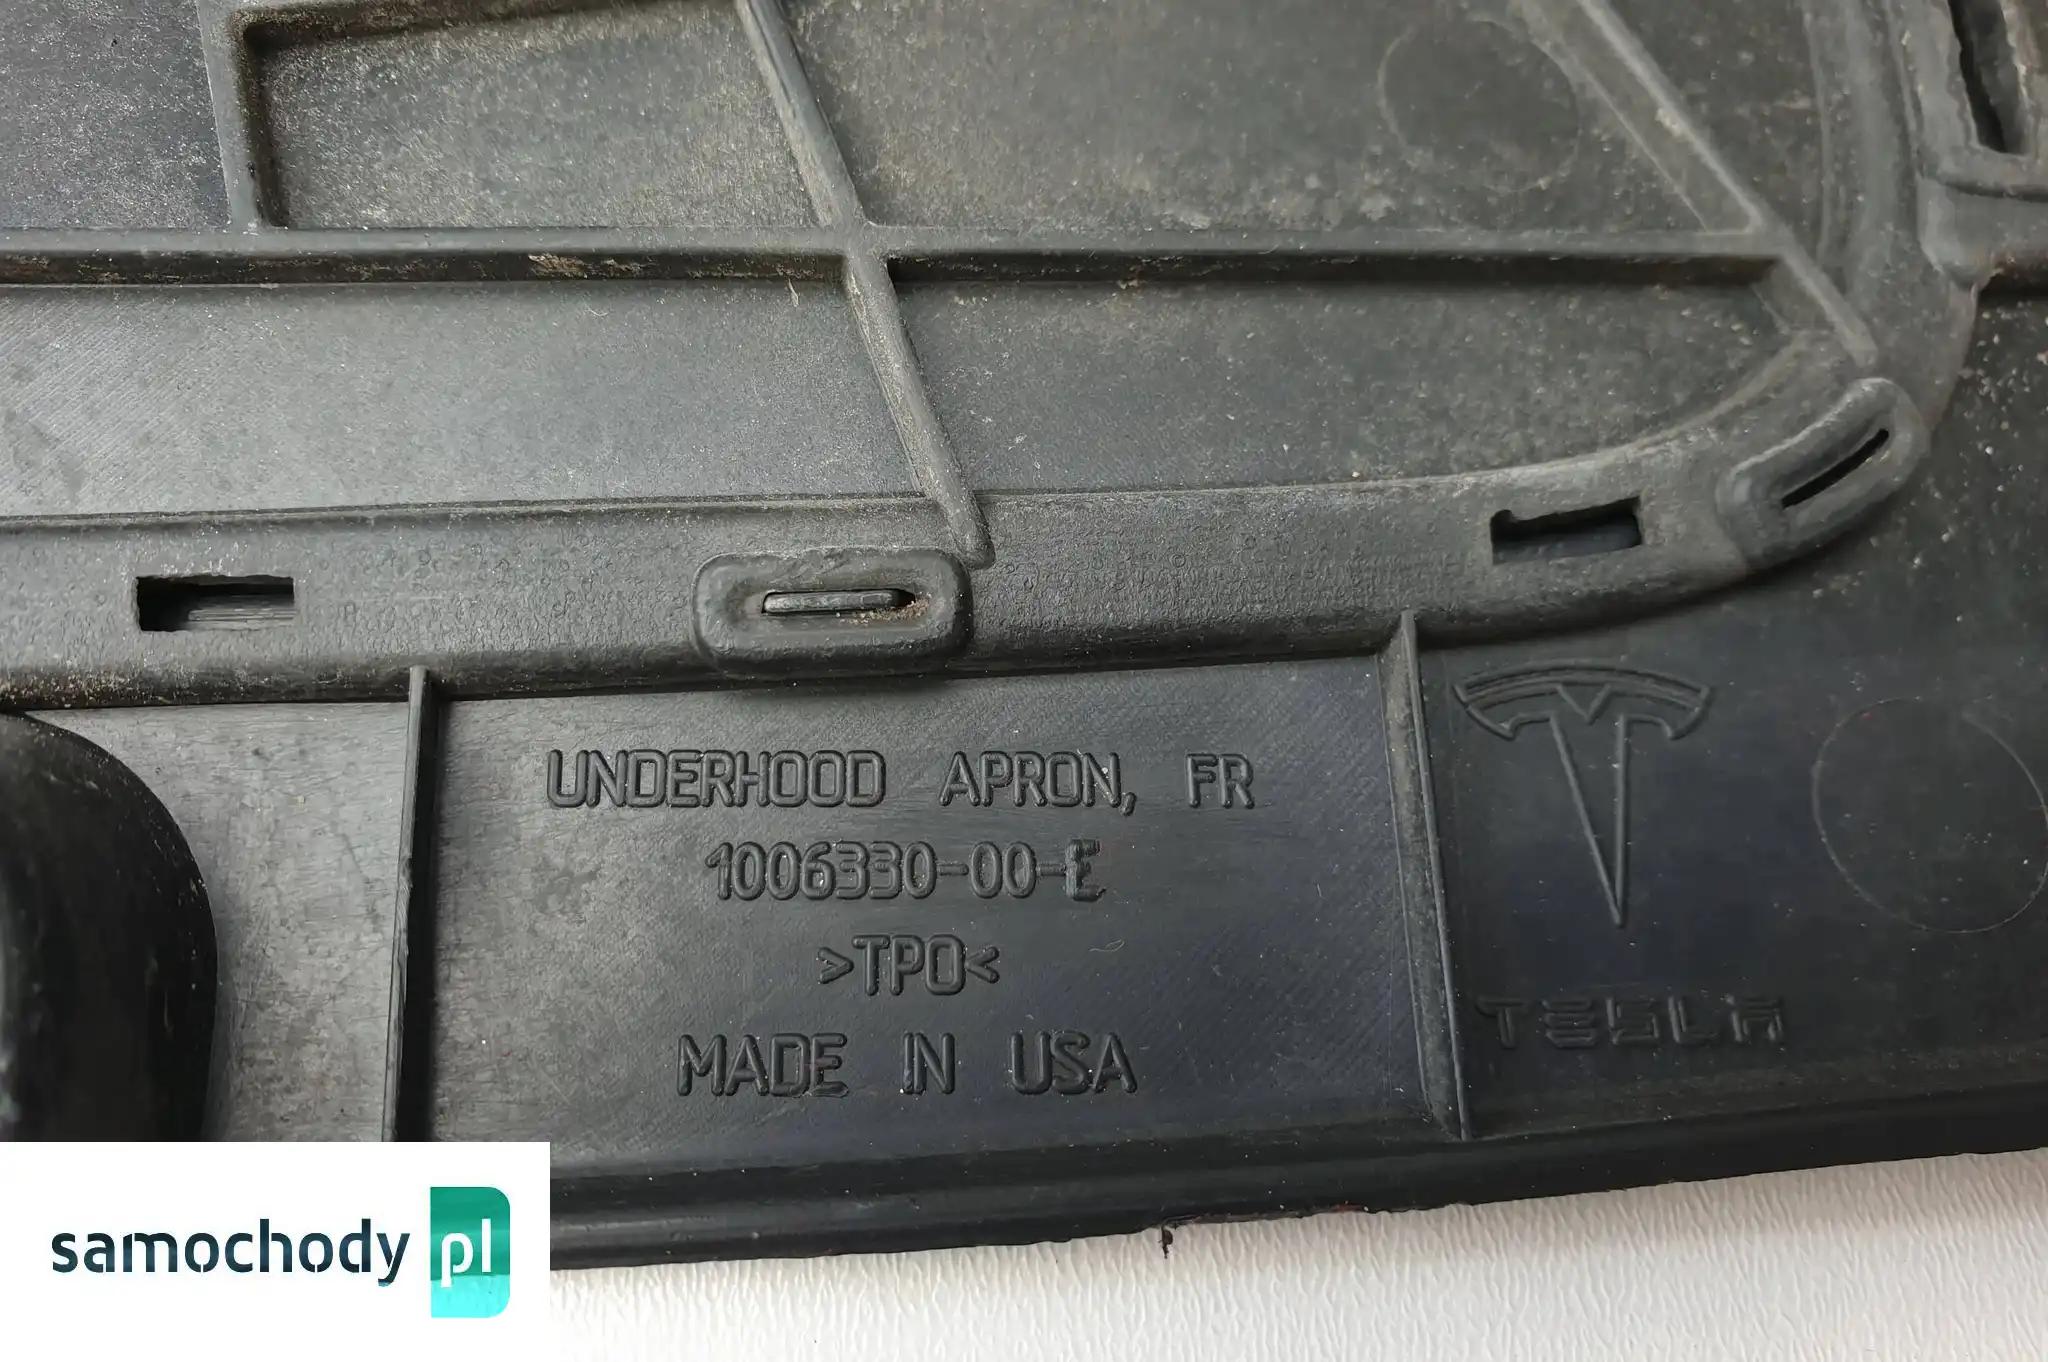 UNDERHOOD APRON, FR
1006330-00-E
>TPO<
MADE IN USA
TESLA
samochody pl